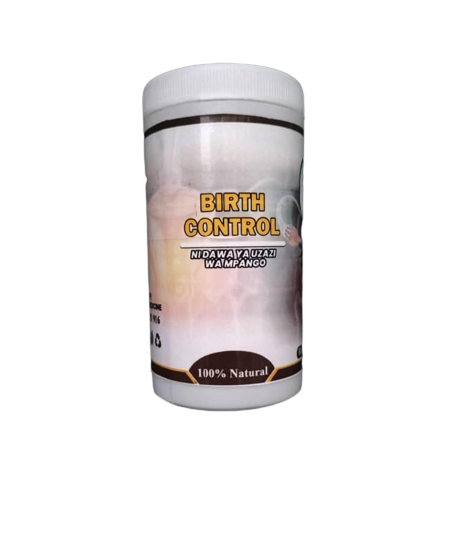 BIRTH
CONTROL
NI DAWA YA UZAZI
WA MPANGO
100% Natural